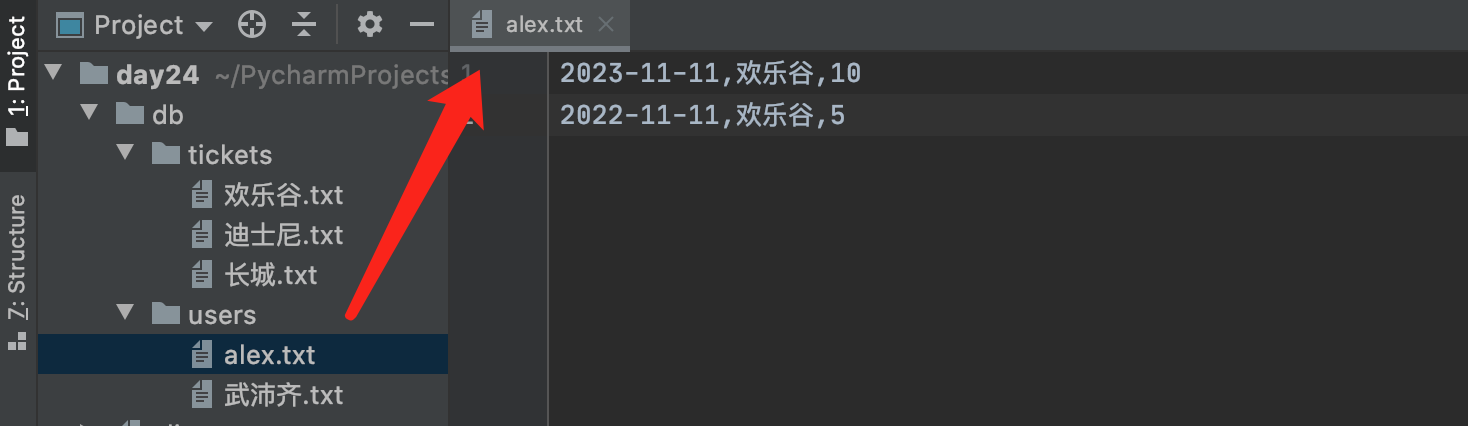 1: Project
7: Structure
Project
day24 ~/PycharmProjects
db
tickets
欢乐谷.txt
迪士尼.txt
长城.txt
users
alex.txt
武沛齐.txt
alex.txt
1 2023-11-11,欢乐谷,10
2022-11-11,欢乐谷,5